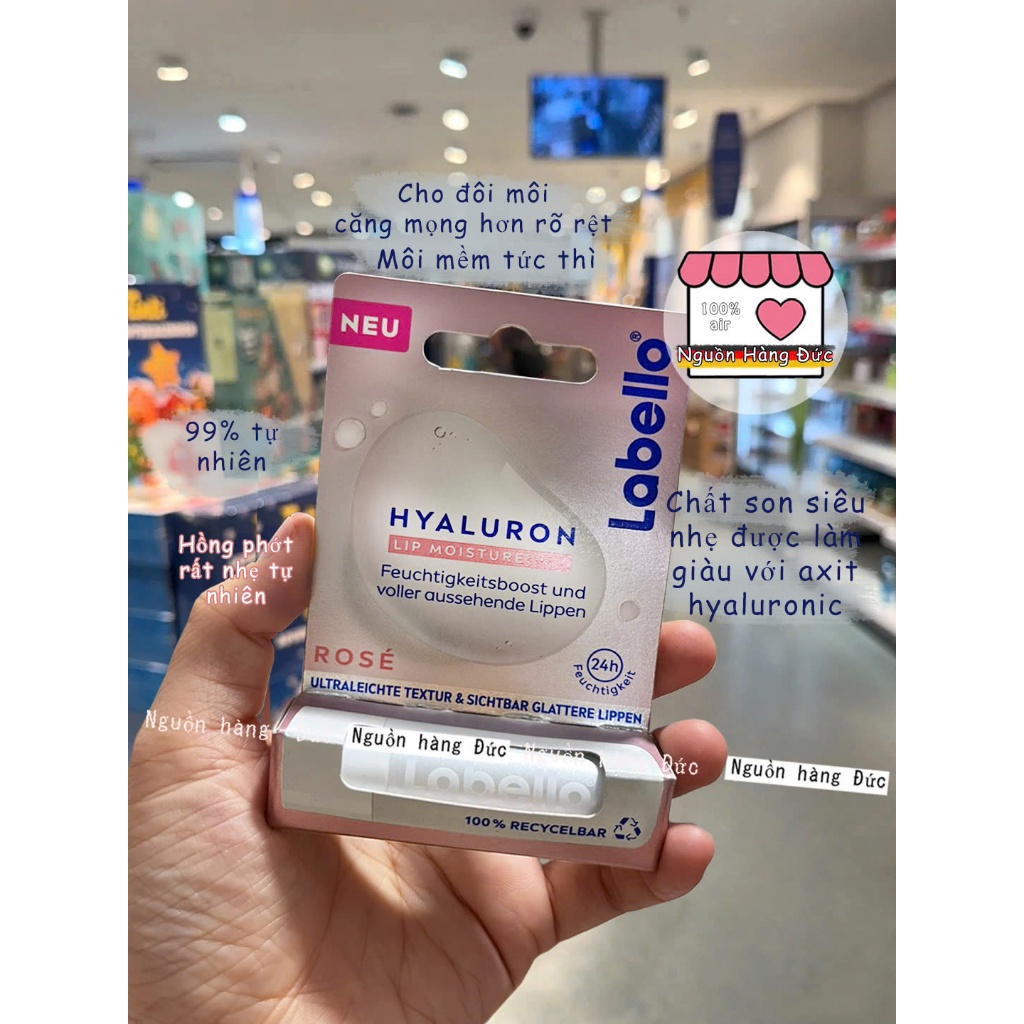 Cho đôi môi
căng mọng hơn rõ rệt
Môi mềm tức thì
NEU
Labello®
100%
air
Nguồn Hàng Đức
99% tự
nhiên
Hồng phớt
rất nhẹ tự
nhiên
HYALURON
LIP MOISTURE
Feuchtigkeitsboost und
voller aussehende Lippen
Chất son siêu
nhẹ được làm
giàu với axit
hyaluronic
ROSÉ
24h
Feuchtigkeit
ULTRALEICHTE TEXTUR & SICHTBAR GLATTERE LIPPEN
Nguồn hàng
Nguồn hàng Đức
Nguồn
Đức
Nguồn hàng Đức
Labello
100% RECYCELBAR